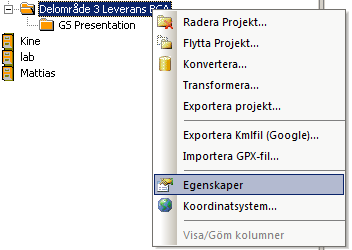 Delområde 3 Leverans
GS Presentation
Kine
lab
Mattias
Radera Projekt...
Flytta Projekt...
Konvertera...
Transformera...
Exportera projekt...
Exportera Kmlfil (Google)...
Importera GPX-fil...
Egenskaper
Koordinatsystem...
Visa/Göm kolumner